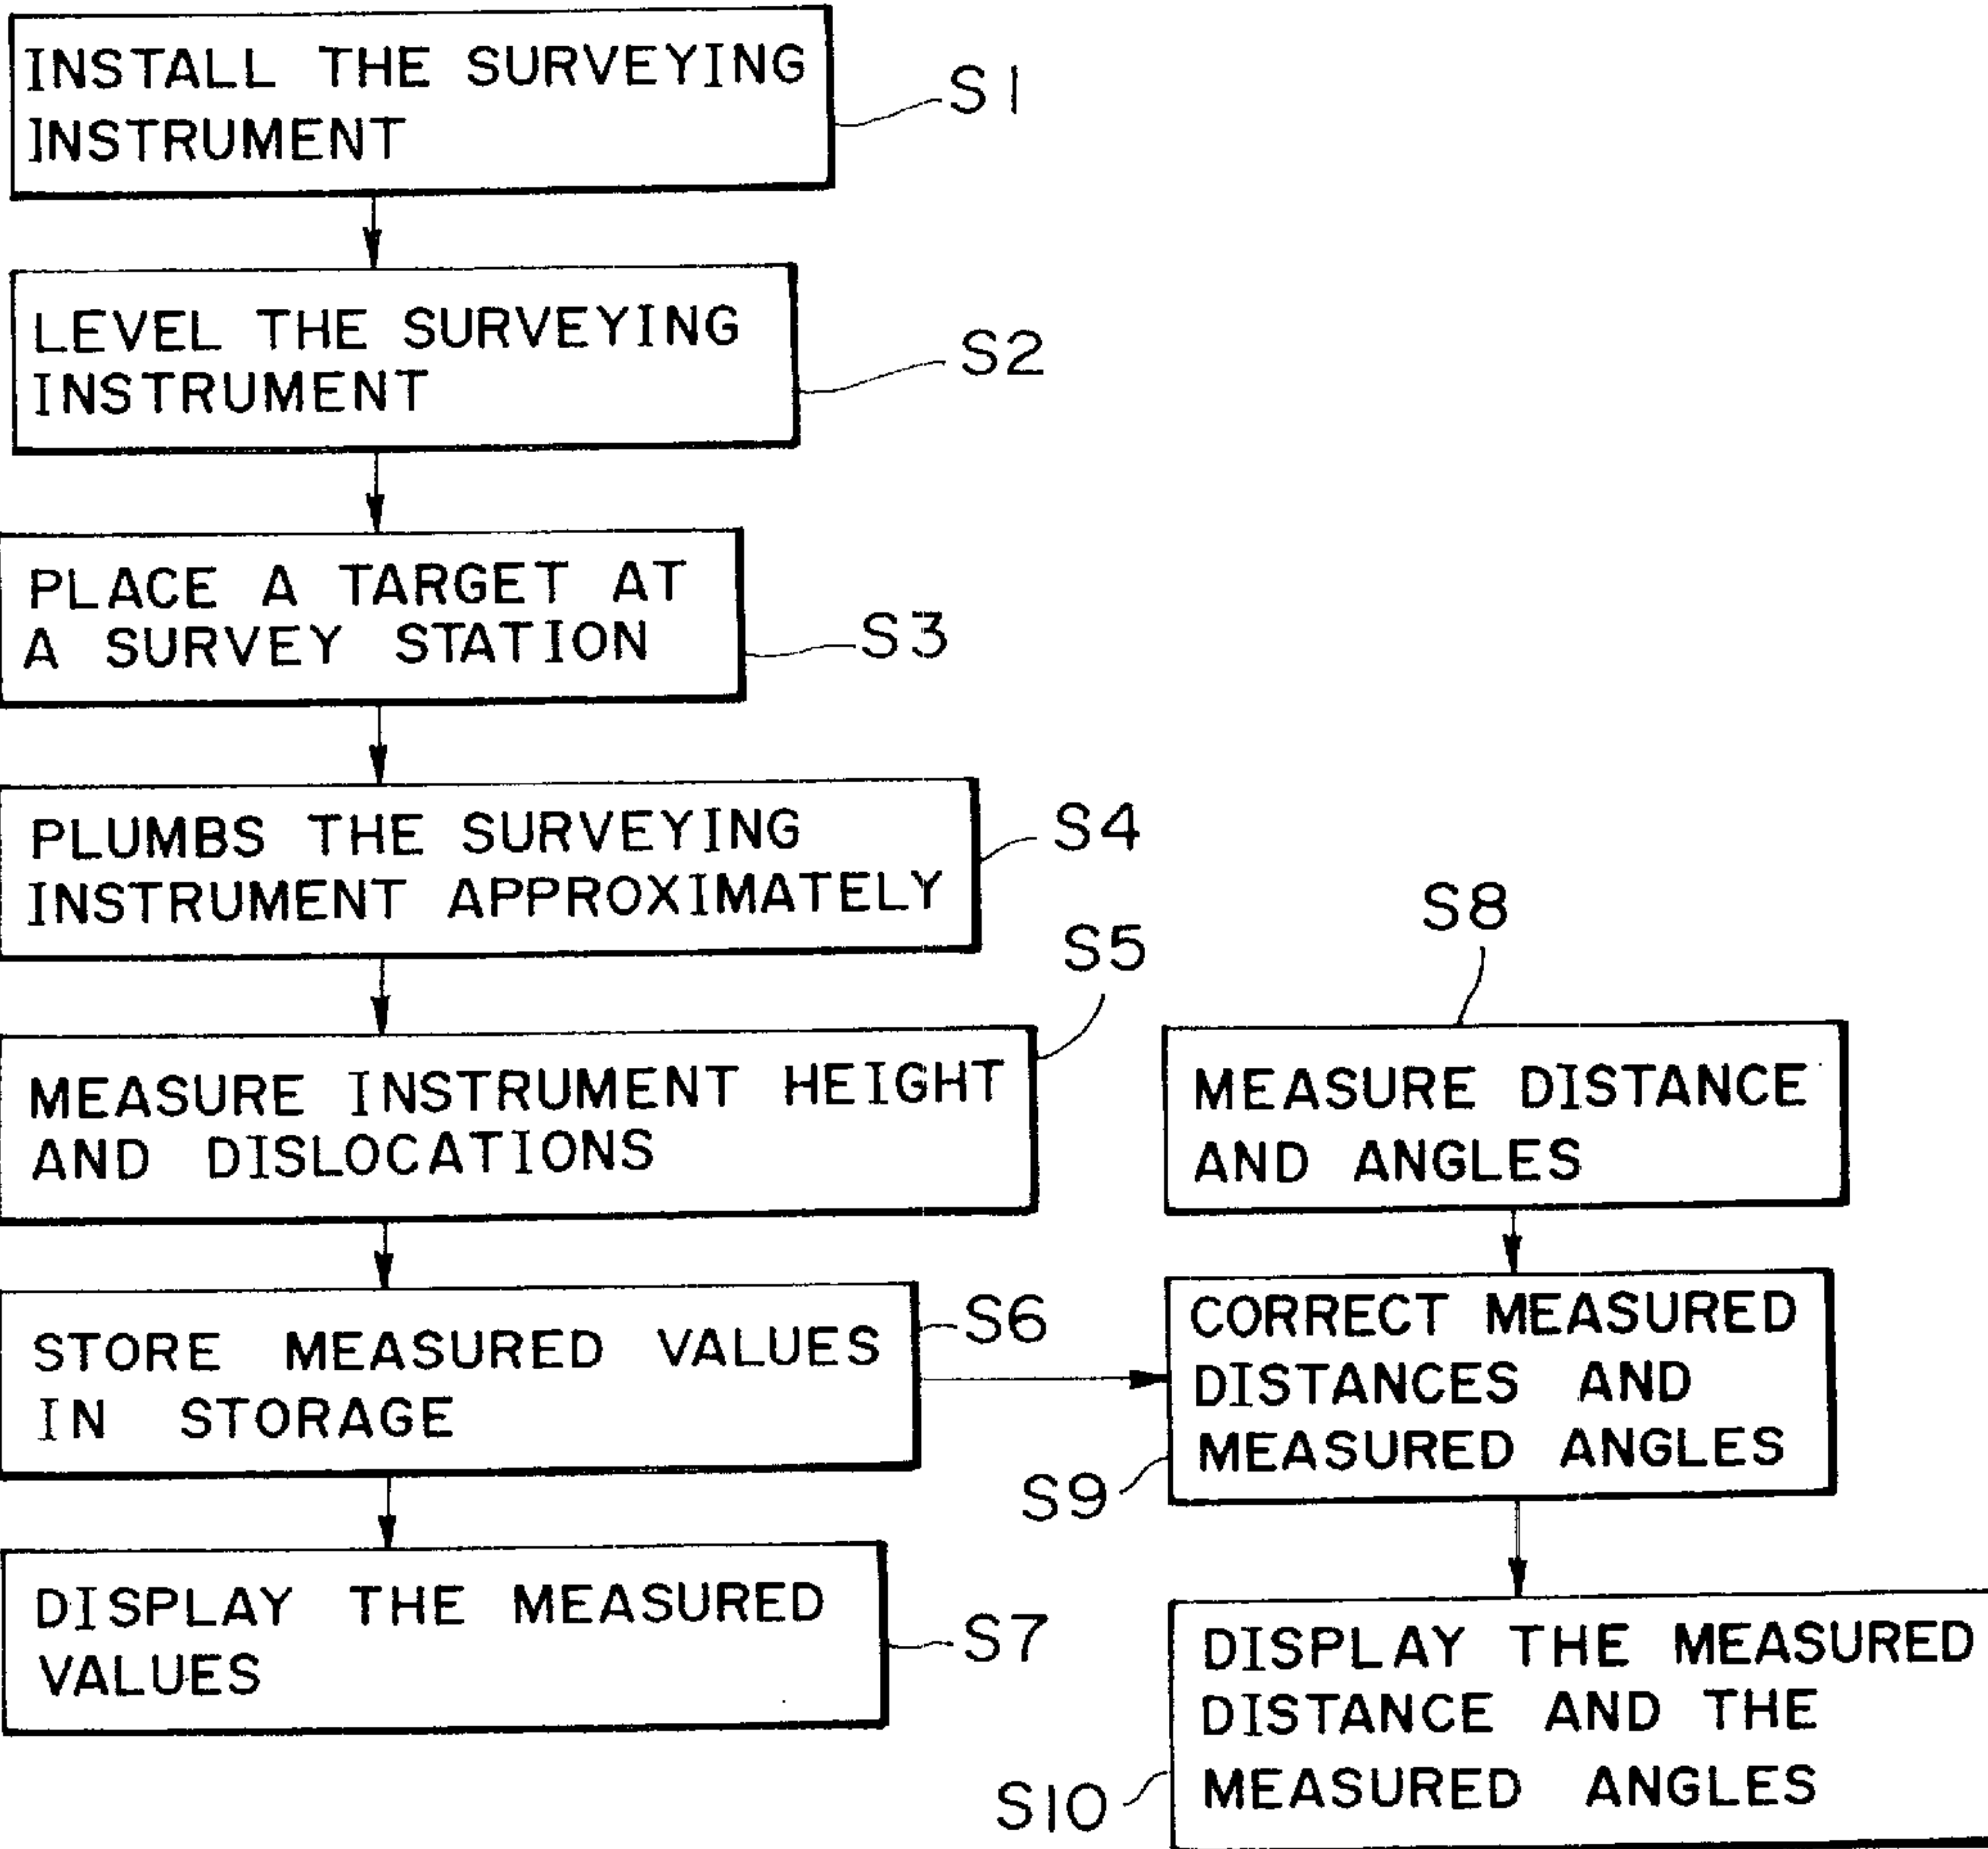 INSTALL THE SURVEYING
INSTRUMENT
S1
LEVEL THE SURVEYING
INSTRUMENT
S2
PLACE A TARGET AT
A SURVEY STATION
S3
PLUMBS THE SURVEYING
INSTRUMENT APPROXIMATELY
S4
MEASURE INSTRUMENT HEIGHT
AND DISLOCATIONS
S5
STORE MEASURED VALUES
IN STORAGE
S6
DISPLAY THE MEASURED
VALUES
S7
S8
MEASURE DISTANCE
AND ANGLES
CORRECT MEASURED
DISTANCES AND
MEASURED ANGLES
S9
DISPLAY THE MEASURED
DISTANCE AND THE
MEASURED ANGLES
S10